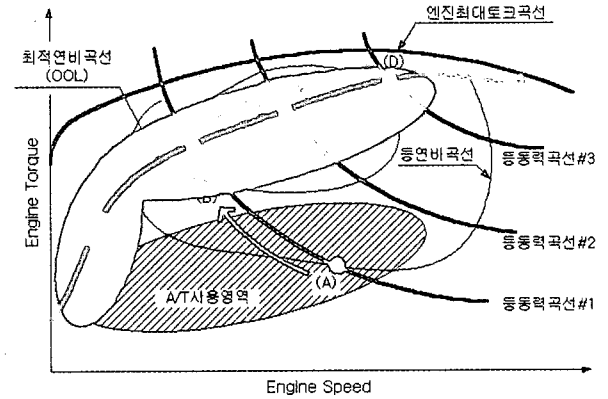 엔진최대토크곡선
최적연비곡선
(OOL)
(D)
등연비곡선
등동력곡선#3
Engine Torque
(B)
등동력곡선#2
(A)
A/T사용영역
등동력곡선#1
Engine Speed